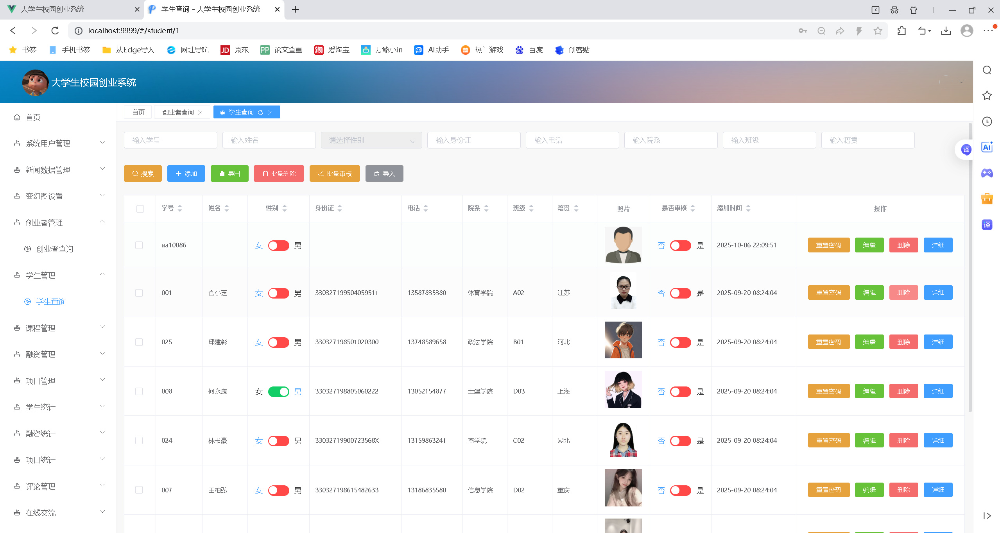 大学生校园创业系统
学生查询 - 大学生校园创业系统
localhost:9999/#/student/1
书签 手机书签 从Edge导入 网址导航 JD 京东 PP 论文查重 淘 爱淘宝 万能小in AI助手 热门游戏 百度 创客贴
大学生校园创业系统
首页
系统用户管理
新闻数据管理
变幻图设置
创业者管理
创业者查询
学生管理
学生查询
课程管理
融资管理
项目管理
学生统计
融资统计
项目统计
评论管理
在线交流
首页 创业者查询 学生查询
输入学号 输入姓名 请选择性别 输入身份证 输入电话 输入院系 输入班级 输入籍贯
搜索 添加 导出 批量删除 批量审核 导入
学号 姓名 性别 身份证 电话 院系 班级 籍贯 照片 是否审核 添加时间 操作
aa10086 女 男 否 是 2025-10-06 22:09:51 重置密码 编辑 删除 详细
001 官小芝 女 男 330327199504059511 13587835380 体育学院 A02 江苏 否 是 2025-09-20 08:24:04 重置密码 编辑 删除 详细
025 邱建彰 女 男 330327198501020300 13748589658 政法学院 B01 河北 否 是 2025-09-20 08:24:04 重置密码 编辑 删除 详细
008 何永康 女 男 330327198805060222 13052154877 土建学院 D03 上海 否 是 2025-09-20 08:24:04 重置密码 编辑 删除 详细
024 林书豪 女 男 33032719900723568X 13159863241 商学院 C02 湖北 否 是 2025-09-20 08:24:04 重置密码 编辑 删除 详细
007 王柏弘 女 男 330327198615482633 13186835580 信息学院 D02 重庆 否 是 2025-09-20 08:24:04 重置密码 编辑 删除 详细
2
译
Ai
译